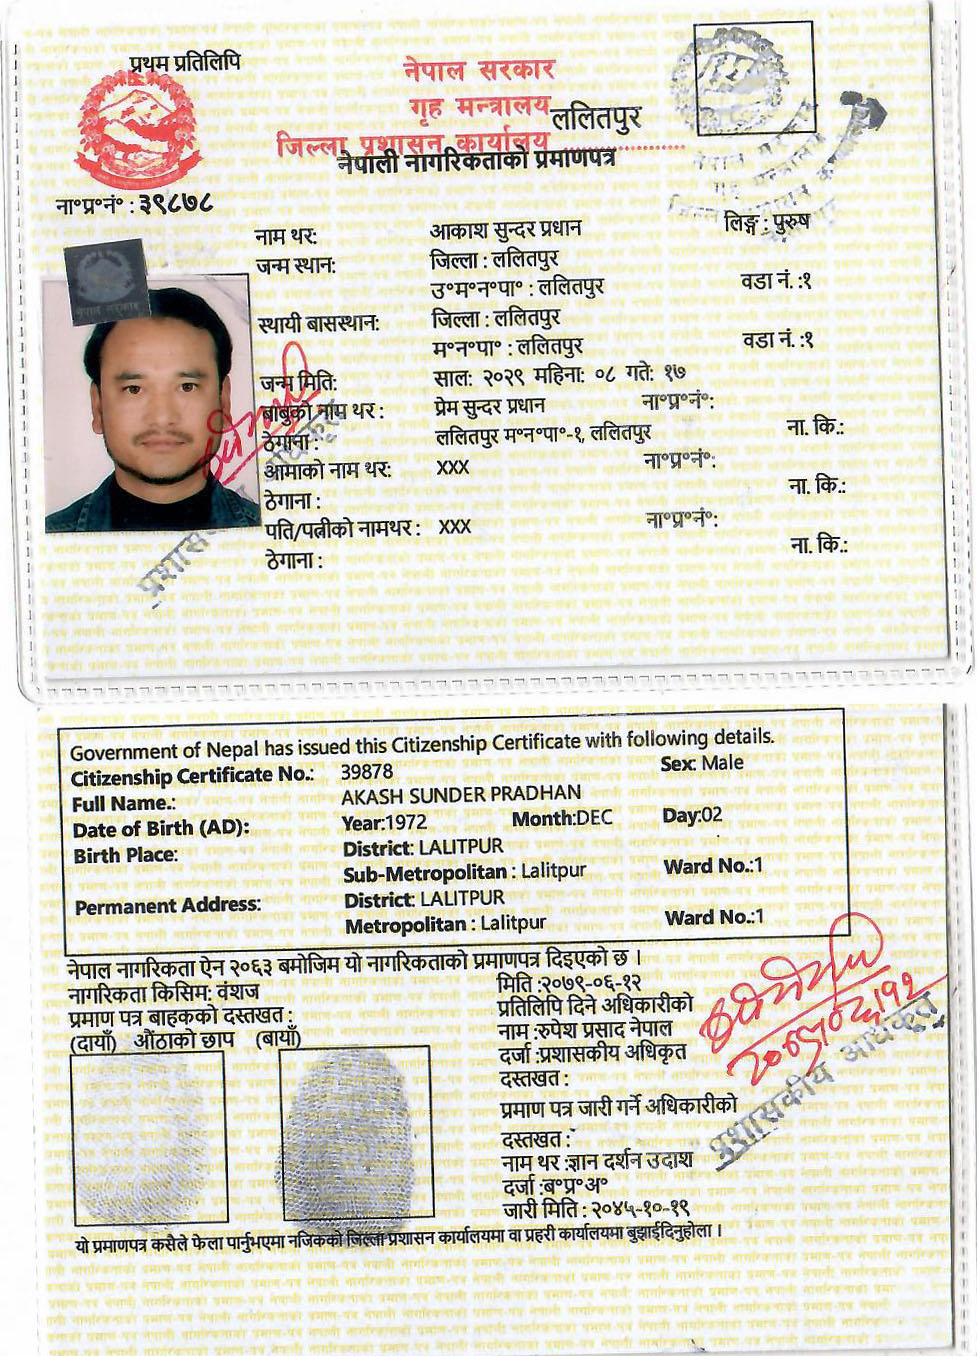 प्रथम प्रतिलिपि
नेपाल सरकार
गृह मन्त्रालय
जिल्ला प्रशासन कार्यालय ललितपुर
नेपाली नागरिकताको प्रमाणपत्र
ना°प्र°नं° : ३९८७८
नाम थर: आकाश सुन्दर प्रधान लिङ्ग : पुरुष
जन्म स्थान: जिल्ला : ललितपुर
उ°म°न°पा° : ललितपुर वडा नं. :१
स्थायी बासस्थान: जिल्ला : ललितपुर
म°न°पा° : ललितपुर वडा नं. :१
जन्म मिति: साल: २०२९ महिना: ०८ गते: १७
बाबुको नाम थर : प्रेम सुन्दर प्रधान ना°प्र°नं°:
ठेगाना : ललितपुर म°न°पा°-१, ललितपुर ना. कि.:
आमाको नाम थर: XXX ना°प्र°नं°:
ठेगाना : ना. कि.:
पति/पत्नीको नामथर : XXX ना°प्र°नं°:
ठेगाना : ना. कि.:
Government of Nepal has issued this Citizenship Certificate with following details.
Citizenship Certificate No.: 39878 Sex: Male
Full Name.: AKASH SUNDER PRADHAN
Date of Birth (AD): Year:1972 Month:DEC Day:02
Birth Place: District: LALITPUR
Sub-Metropolitan : Lalitpur Ward No.:1
Permanent Address: District: LALITPUR
Metropolitan : Lalitpur Ward No.:1
नेपाल नागरिकता ऐन २०६३ बमोजिम यो नागरिकताको प्रमाणपत्र दिइएको छ ।
नागरिकता किसिम: वंशज
प्रमाण पत्र बाहकको दस्तखत :
(दायाँ) औंठाको छाप (बायाँ)
मिति :२०७९-०६-१२
प्रतिलिपि दिने अधिकारीको
नाम :रुपेश प्रसाद नेपाल
दर्जा :प्रशासकीय अधिकृत
दस्तखत :
प्रमाण पत्र जारी गर्ने अधिकारीको
दस्तखत :
नाम थर :ज्ञान दर्शन उदाश
दर्जा :ब°प्र°अ°
जारी मिति : २०४५-१०-१९
प्रशासकीय अधिकृत
यो प्रमाणपत्र कसैले फेला पार्नुभएमा नजिकको जिल्ला प्रशासन कार्यालयमा वा प्रहरी कार्यालयमा बुझाईदिनुहोला ।